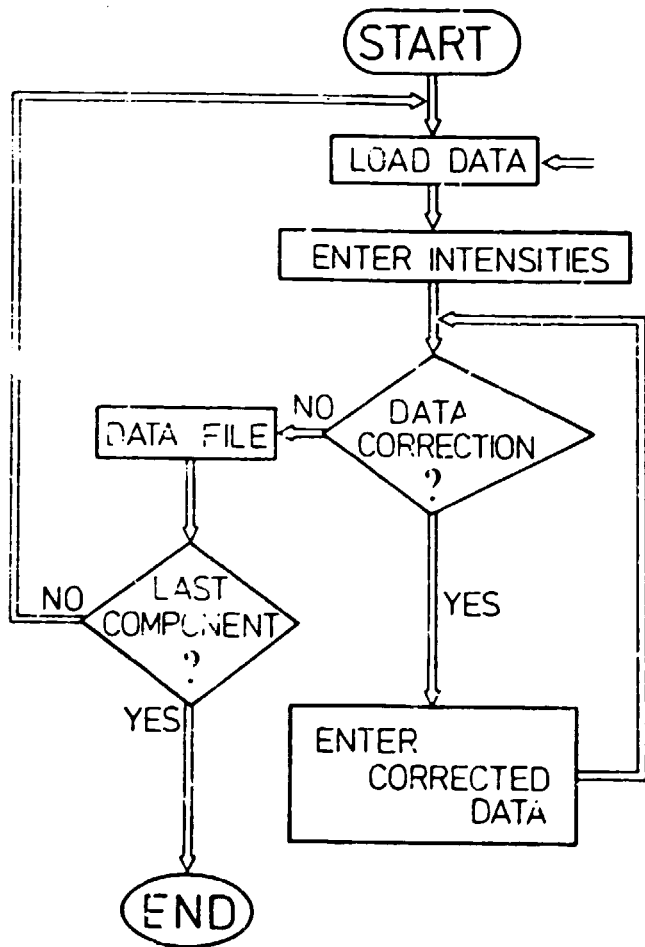 START
LOAD DATA
ENTER INTENSITIES
DATA
CORRECTION
?
NO
DATA FILE
LAST
COMPONENT
?
NO
YES
YES
ENTER
CORRECTED
DATA
END